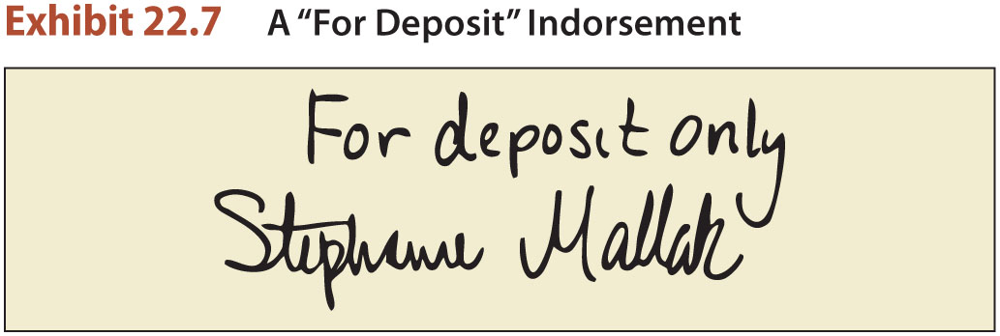 Exhibit 22.7 A “For Deposit” Indorsement
For deposit only
Stephanie Mallak